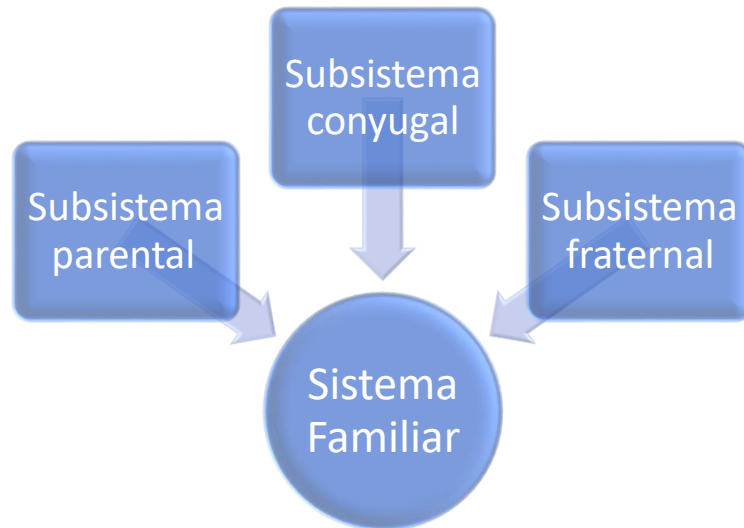 Subsistema
conyugal
Subsistema
parental
Subsistema
fraternal
Sistema
Familiar